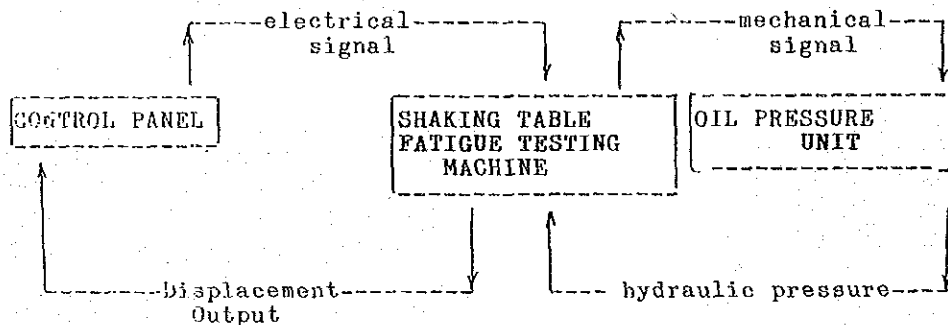 electrical
signal
mechanical
signal
CONTROL PANEL
SHAKING TABLE
FATIGUE TESTING
MACHINE
OIL PRESSURE
UNIT
Displacement
Output
hydraulic pressure